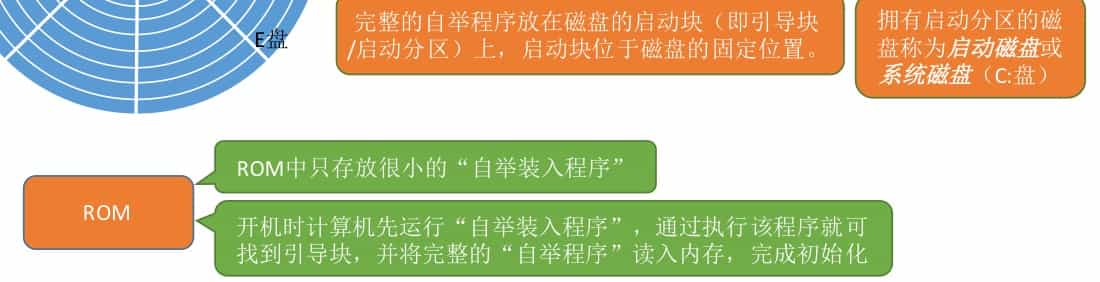 E盘
完整的自举程序放在磁盘的启动块（即引导块
/启动分区）上，启动块位于磁盘的固定位置。
拥有启动分区的磁
盘称为启动磁盘或
系统磁盘（C:盘）
ROM中只存放很小的“自举装入程序”
ROM
开机时计算机先运行“自举装入程序”，通过执行该程序就可
找到引导块，并将完整的“自举程序”读入内存，完成初始化